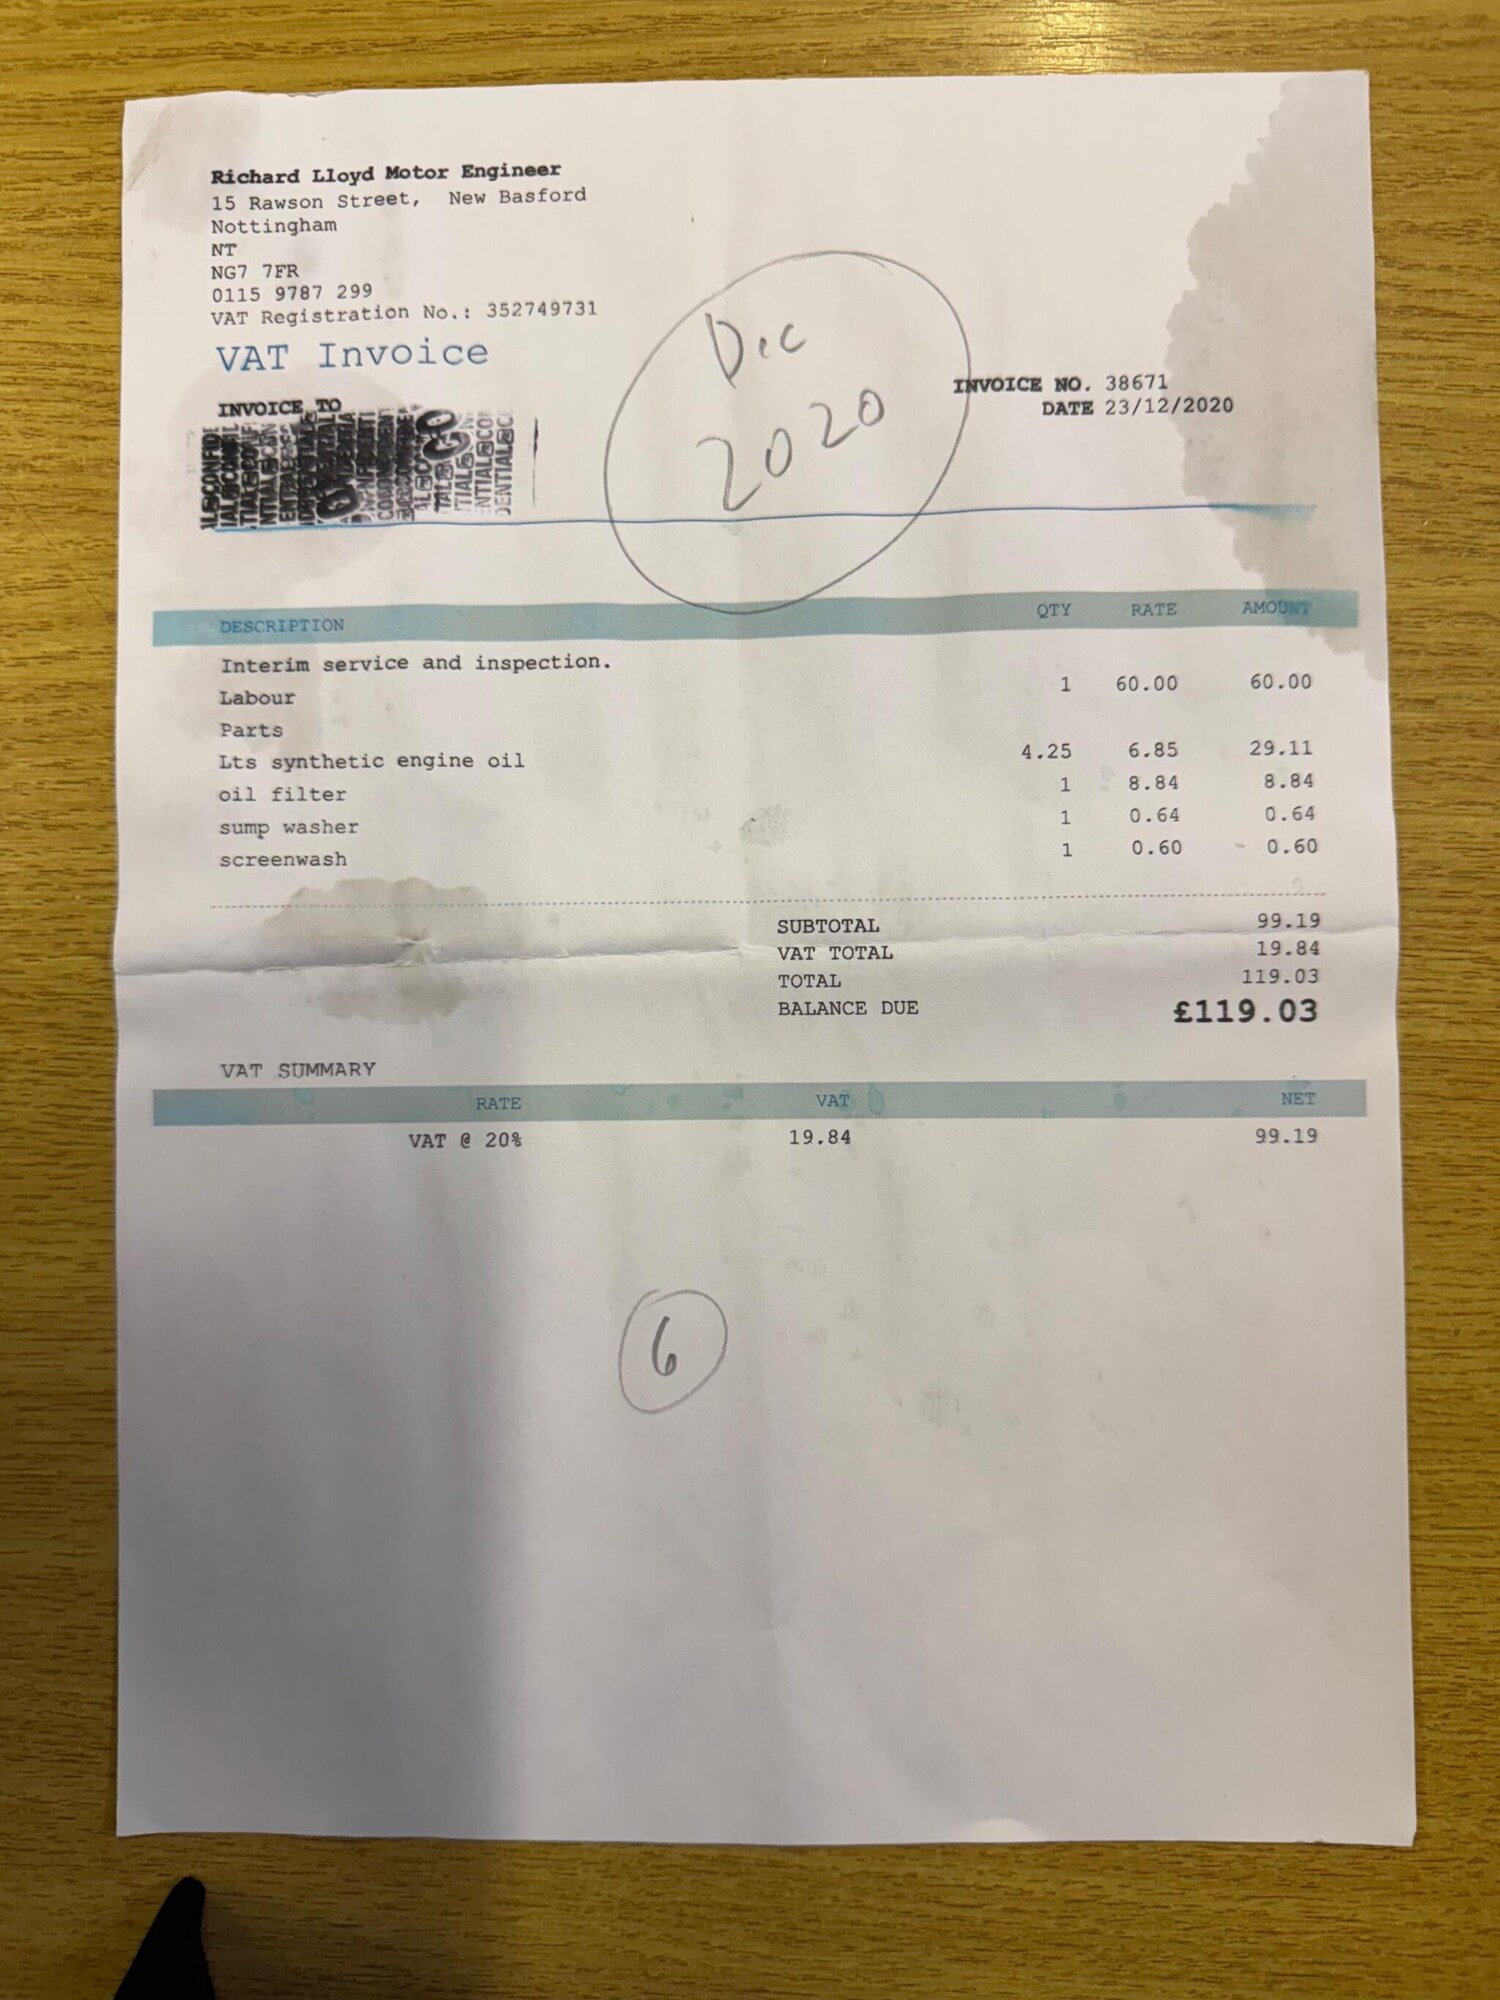 Richard Lloyd Motor Engineer
15 Rawson Street, New Basford
Nottingham
NT
NG7 7FR
0115 9787 299
VAT Registration No.: 352749731
VAT Invoice
Dec
2020
INVOICE NO. 38671
DATE 23/12/2020
INVOICE TO
DESCRIPTION QTY RATE AMOUNT
Interim service and inspection.
Labour 1 60.00 60.00
Parts
Lts synthetic engine oil 4.25 6.85 29.11
oil filter 1 8.84 8.84
sump washer 1 0.64 0.64
screenwash 1 0.60 0.60
SUBTOTAL 99.19
VAT TOTAL 19.84
TOTAL 119.03
BALANCE DUE £119.03
VAT SUMMARY
RATE VAT NET
VAT @ 20% 19.84 99.19
6